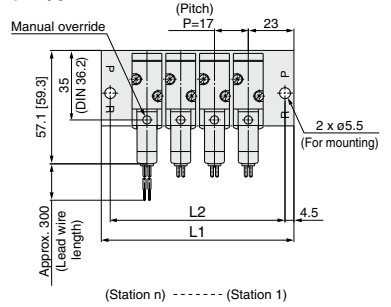 (Pitch)
P=17
23
Manual override
57.1 [59.3]
35
(DIN 36.2)
P
R
P
R
2 x ø5.5
(For mounting)
Approx. 300
(Lead wire
length)
L2
4.5
L1
(Station n) ------- (Station 1)